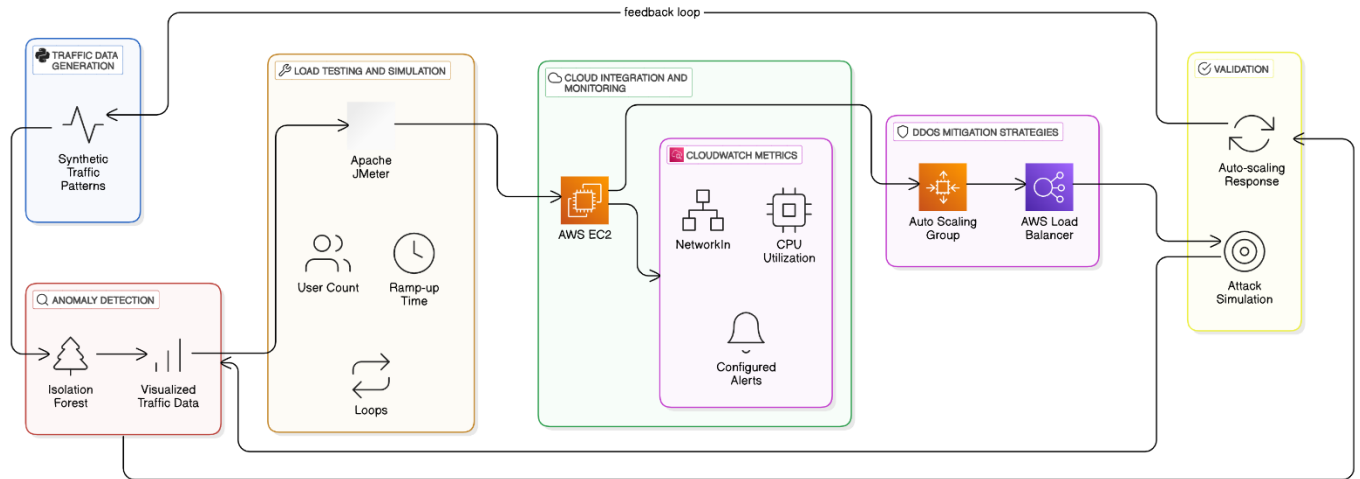 feedback loop
TRAFFIC DATA
GENERATION
Synthetic
Traffic
Patterns
LOAD TESTING AND SIMULATION
Apache
JMeter
User Count
Ramp-up
Time
Loops
CLOUD INTEGRATION AND
MONITORING
AWS EC2
CLOUDWATCH METRICS
NetworkIn
CPU
Utilization
Configured
Alerts
DDOS MITIGATION STRATEGIES
Auto Scaling
Group
AWS Load
Balancer
VALIDATION
Auto-scaling
Response
Attack
Simulation
ANOMALY DETECTION
Isolation
Forest
Visualized
Traffic Data